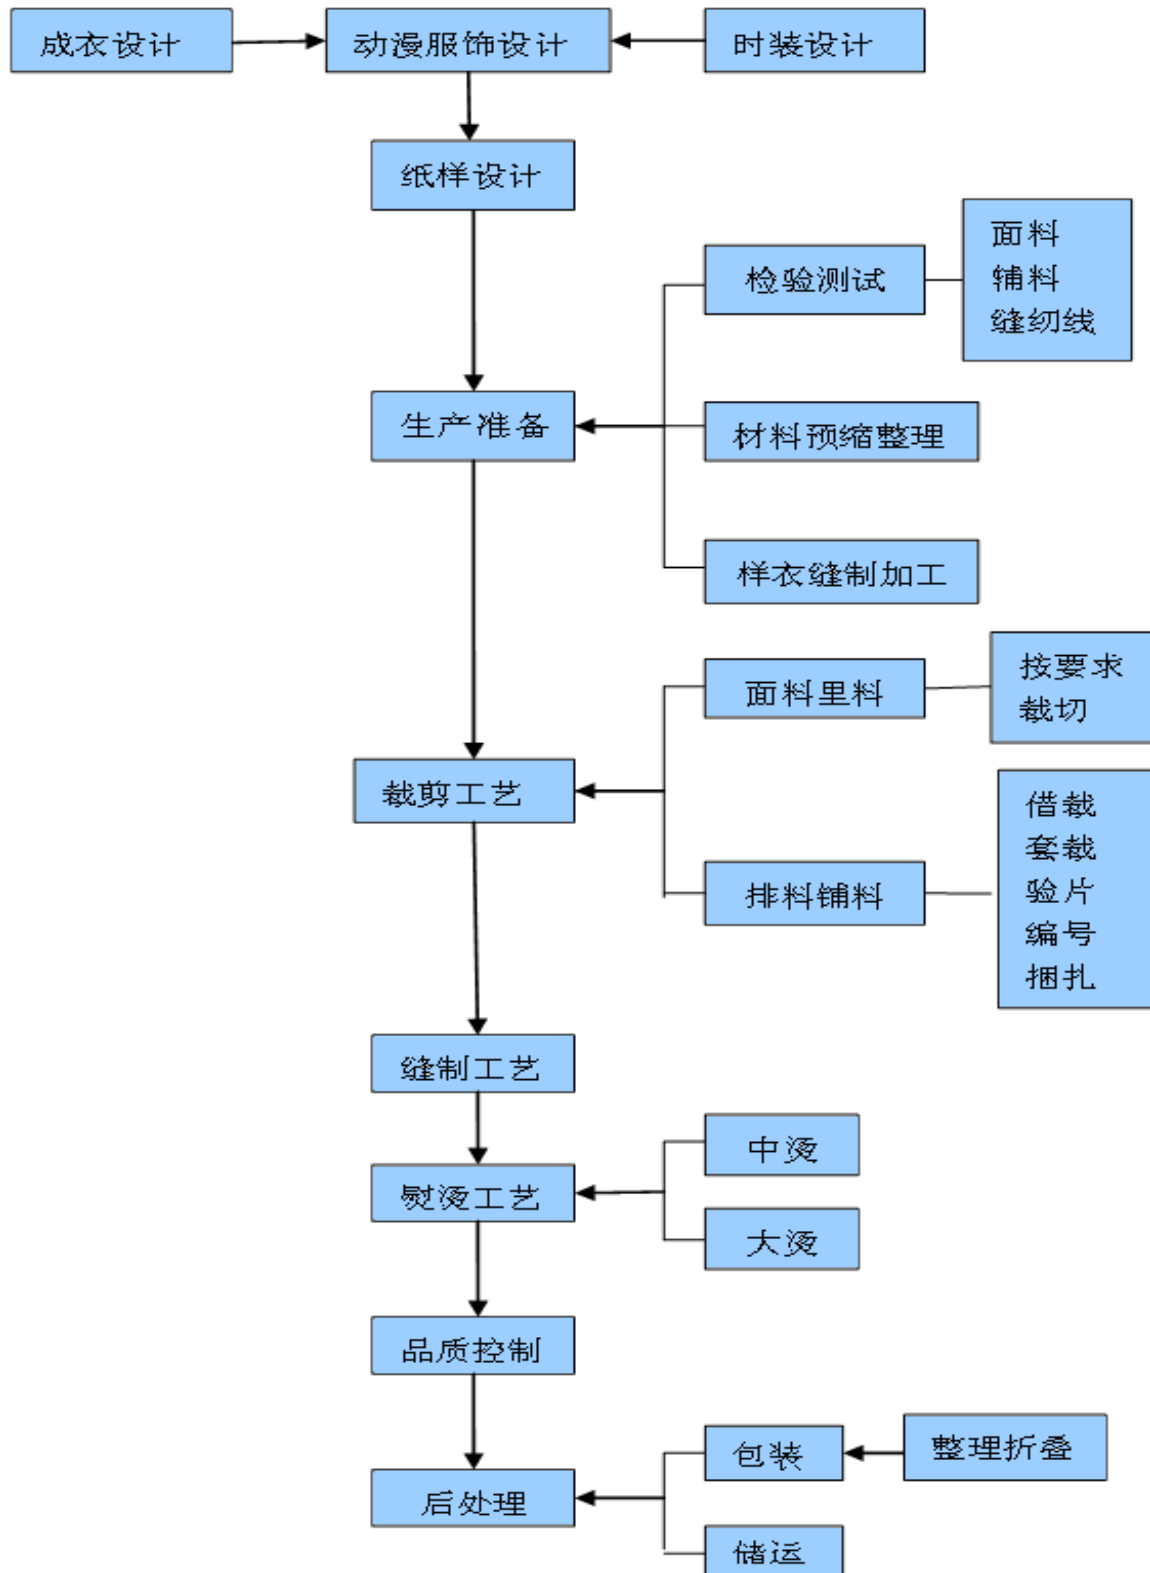 成衣设计
动漫服饰设计
时装设计
纸样设计
检验测试
面料
辅料
缝纫线
生产准备
材料预缩整理
样衣缝制加工
面料里料
按要求
裁切
裁剪工艺
借裁
套裁
验片
编号
捆扎
排料铺料
缝制工艺
中烫
熨烫工艺
大烫
品质控制
包装
整理折叠
后处理
储运